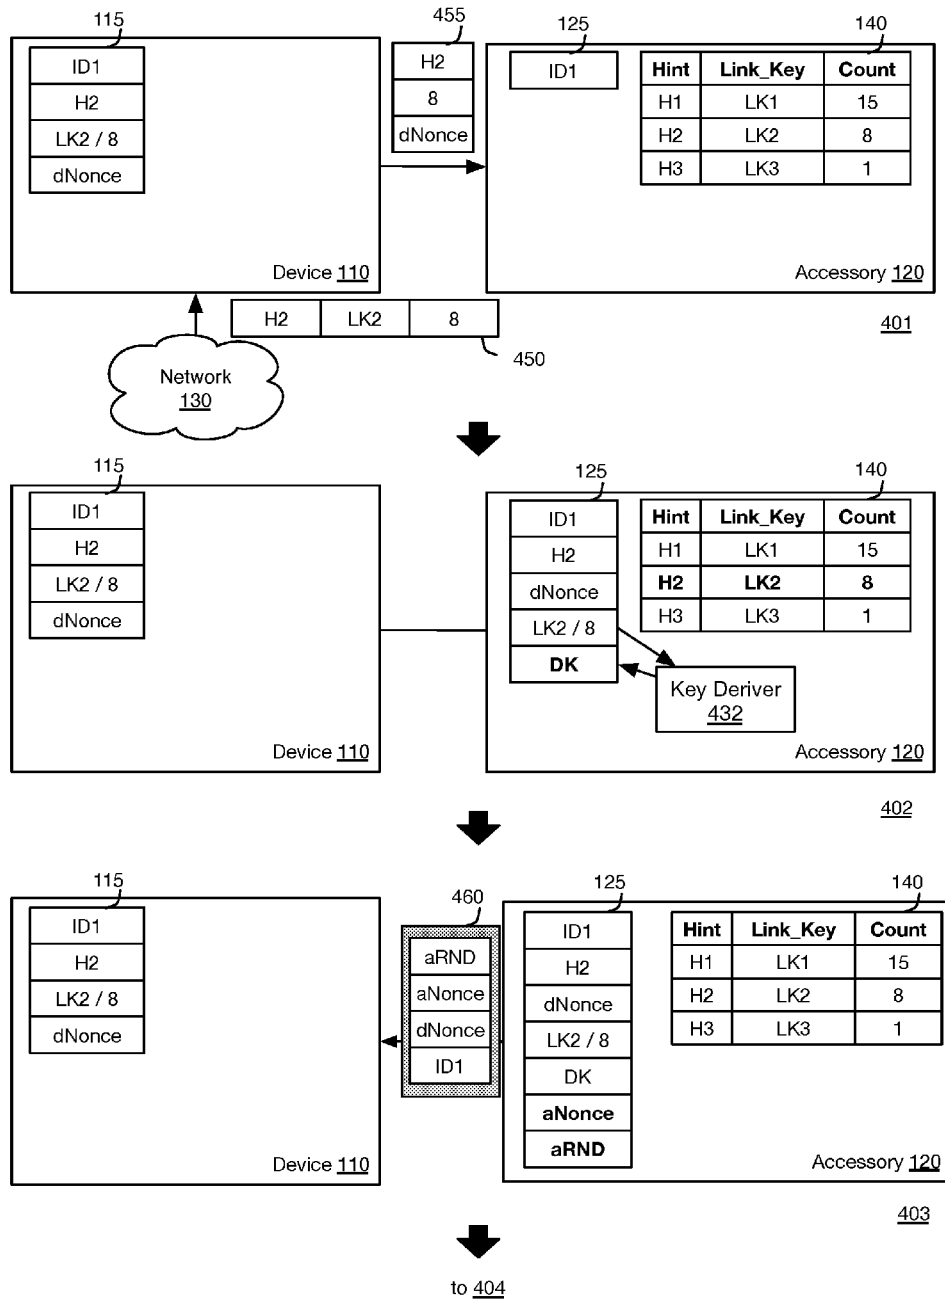 115
455
125
140
ID1
H2
LK2 / 8
dNonce
H2
8
dNonce
ID1
Hint Link_Key Count
H1 LK1 15
H2 LK2 8
H3 LK3 1
Device 110
Accessory 120
H2 LK2 8
401
450
Network
130
115
125
140
ID1
H2
LK2 / 8
dNonce
ID1
H2
dNonce
LK2 / 8
DK
Hint Link_Key Count
H1 LK1 15
H2 LK2 8
H3 LK3 1
Key Deriver
432
Device 110
Accessory 120
402
115
460
125
140
ID1
H2
LK2 / 8
dNonce
aRND
aNonce
dNonce
ID1
ID1
H2
dNonce
LK2 / 8
DK
aNonce
aRND
Hint Link_Key Count
H1 LK1 15
H2 LK2 8
H3 LK3 1
Device 110
Accessory 120
403
to 404